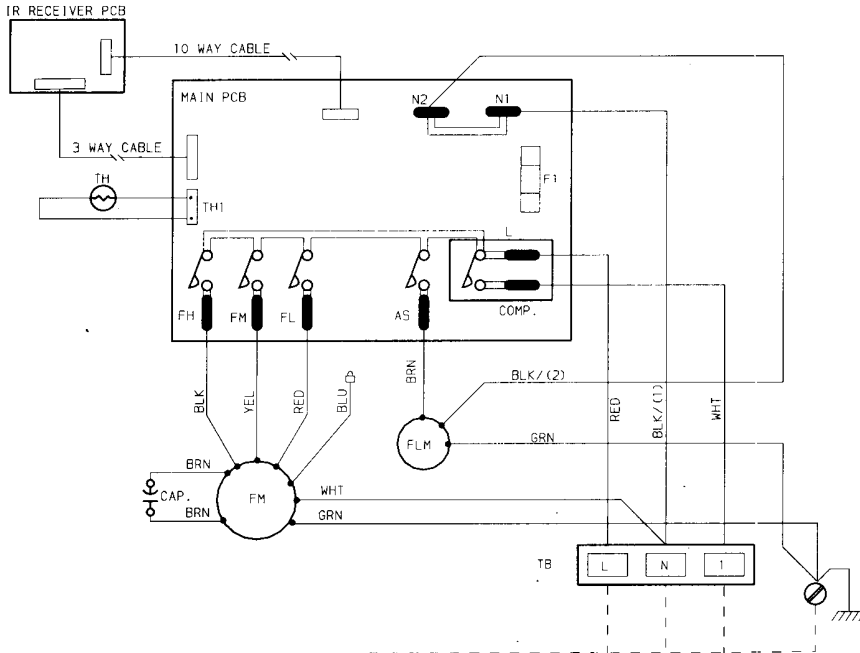 IR RECEIVER PCB
10 WAY CABLE
MAIN PCB
N2
N1
3 WAY CABLE
TH
TH1
F1
L
COMP.
FH
FM
FL
AS
BLK
YEL
RED
BLU
BRN
BLK/(2)
RED
BLK/(1)
WHT
FLM
GRN
BRN
CAP.
BRN
FM
WHT
GRN
TB
L
N
1